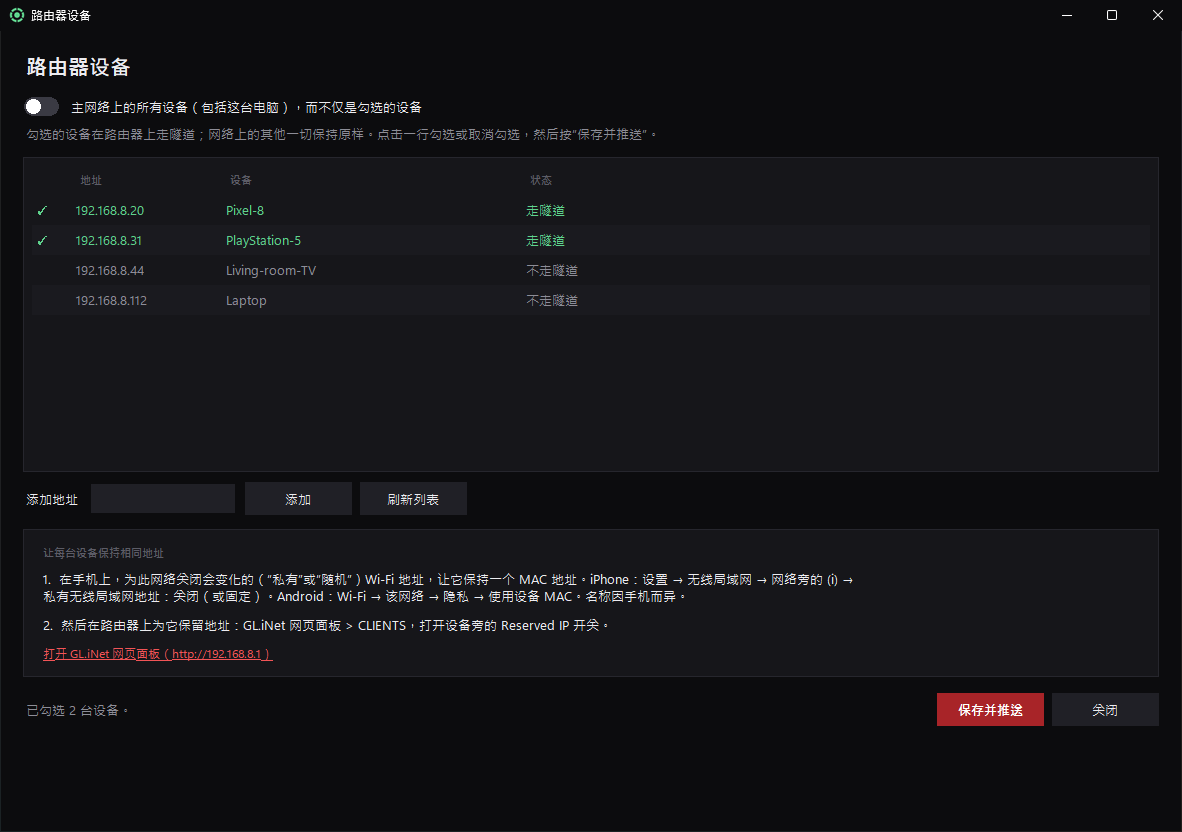 路由器设备
路由器设备
主网络上的所有设备（包括这台电脑），而不仅是勾选的设备
勾选的设备在路由器上走隧道；网络上的其他一切保持原样。点击一行勾选或取消勾选，然后按"保存并推送"。
地址 设备 状态
✓ 192.168.8.20 Pixel-8 走隧道
✓ 192.168.8.31 PlayStation-5 走隧道
192.168.8.44 Living-room-TV 不走隧道
192.168.8.112 Laptop 不走隧道
添加地址 添加 刷新列表
让每台设备保持相同地址
1. 在手机上，为此网络关闭会变化的（"私有"或"随机"）Wi-Fi 地址，让它保持一个 MAC 地址。iPhone：设置 → 无线局域网 → 网络旁的 (i) →
私有无线局域网地址：关闭（或固定）。Android：Wi-Fi → 该网络 → 隐私 → 使用设备 MAC。名称因手机而异。
2. 然后在路由器上为它保留地址：GL.iNet 网页面板 > CLIENTS，打开设备旁的 Reserved IP 开关。
打开 GL.iNet 网页面板（http://192.168.8.1）
已勾选 2 台设备。 保存并推送 关闭